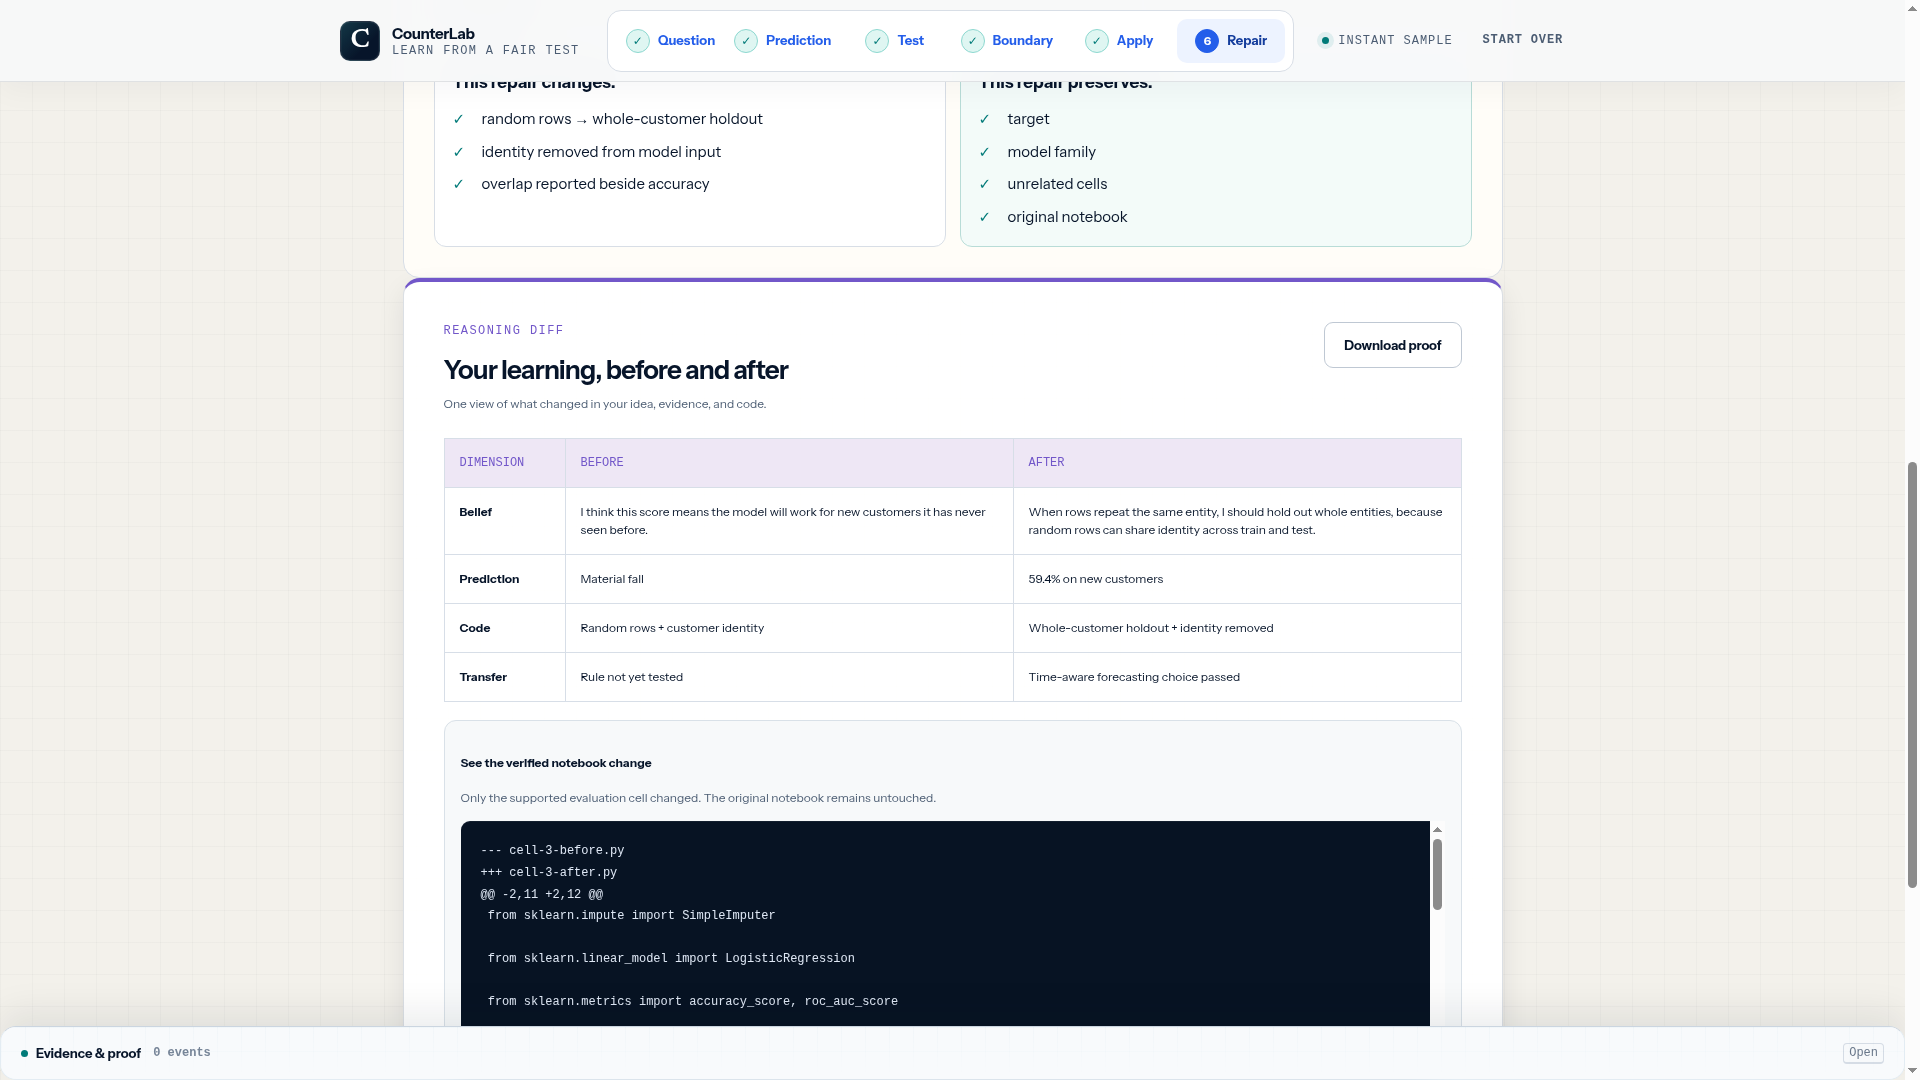 C
CounterLab
LEARN FROM A FAIR TEST
✓ Question
✓ Prediction
✓ Test
✓ Boundary
✓ Apply
6 Repair
INSTANT SAMPLE
START OVER
This repair changes:
✓ random rows → whole-customer holdout
✓ identity removed from model input
✓ overlap reported beside accuracy
This repair preserves:
✓ target
✓ model family
✓ unrelated cells
✓ original notebook
REASONING DIFF
Your learning, before and after
One view of what changed in your idea, evidence, and code.
Download proof
DIMENSION BEFORE AFTER
Belief
I think this score means the model will work for new customers it has never
seen before.
When rows repeat the same entity, I should hold out whole entities, because
random rows can share identity across train and test.
Prediction Material fall 59.4% on new customers
Code Random rows + customer identity Whole-customer holdout + identity removed
Transfer Rule not yet tested Time-aware forecasting choice passed
See the verified notebook change
Only the supported evaluation cell changed. The original notebook remains untouched.
--- cell-3-before.py
+++ cell-3-after.py
@@ -2,11 +2,12 @@
from sklearn.impute import SimpleImputer
from sklearn.linear_model import LogisticRegression
from sklearn.metrics import accuracy_score, roc_auc_score
Evidence & proof 0 events
Open